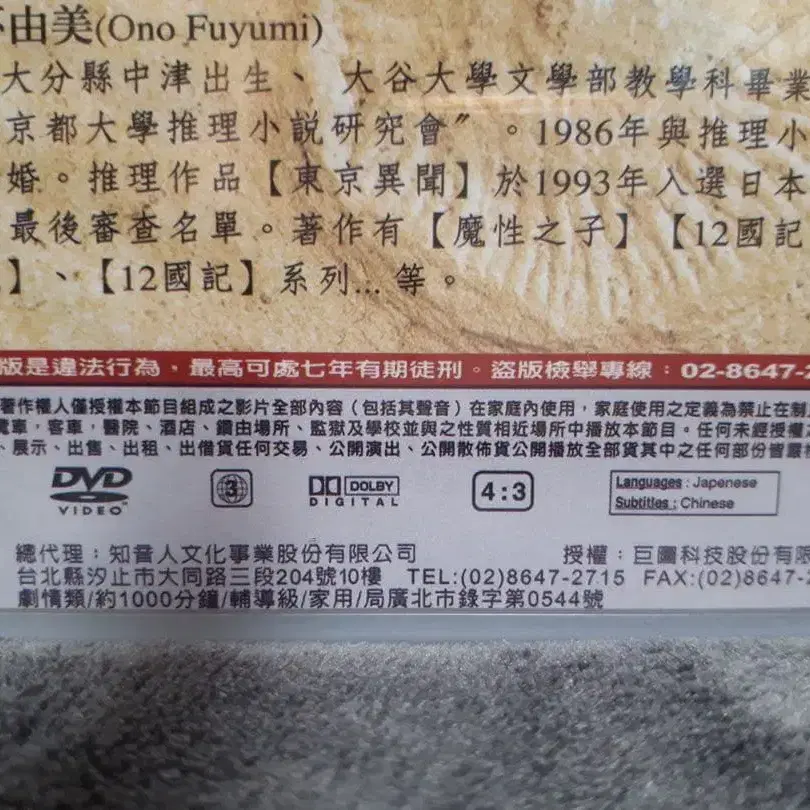 由美(Ono Fuyumi)
大分縣中津出生、 大谷大學文學部教學科畢業
京都大學推理小說研究會"。1986年與推理小
婚。推理作品【東京異聞】於1993年入選日本
最後審查名單。著作有【魔性之子】【12國記
】、【12國記】系列... 等。
版是違法行為,最高可處七年有期徒刑。盜版檢舉專線:02-8647-2
著作權人僅授權本節目組成之影片全部內容(包括其聲音)在家庭內使用,家庭使用之定義為禁止在制
覽車,客車,醫院、酒店、鑽由場所、監獄及學校並與之性質相近場所中播放本節目。任何未經授權之
、展示、出售、出租、出借貨任何交易、公開演出、公開散佈貨公開播放全部貨其中之任何部份皆嚴
DVD VIDEO
3
DOLBY DIGITAL
4:3
Languages : Japenese
Subtitles : Chinese
總代理:知音人文化事業股份有限公司 授權:巨圖科技股份有限
台北縣汐止市大同路三段204號10樓 TEL:(02)8647-2715 FAX:(02)8647-2
劇情類/約1000分鐘/輔導級/家用/局廣北市錄字第0544號